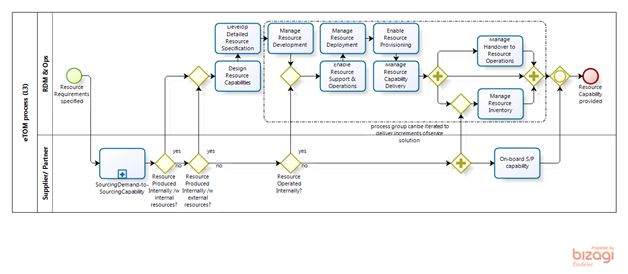 eTOM process (L3)
RDM & Ops
Supplier/ Partner
Resource
Requirements
specified
Develop
Detailed
Resource
Specification
Design
Resource
Capabilites
Manage
Resource
Development
Manage
Resource
Deployment
Enable
Resource
Provisioning
Enable
Resource
Support &
Operations
Manage
Resource
Capability
Delivery
Manage
Handover to
Resource
Operations
Manage
Resource
Inventory
Resource
Capability
provided
process group can be iterated to
deliver increments of service
solution
SourcingDemand-to-
SourcingCapability
yes
no
Resource
Produced
Internally /w
internal
resources?
yes
no
Resource
Produced
Internally /w
external
resources?
yes
no
Resource
Operated
Internally?
On-board S/P
capability
Powered by
bizagi
Modeler